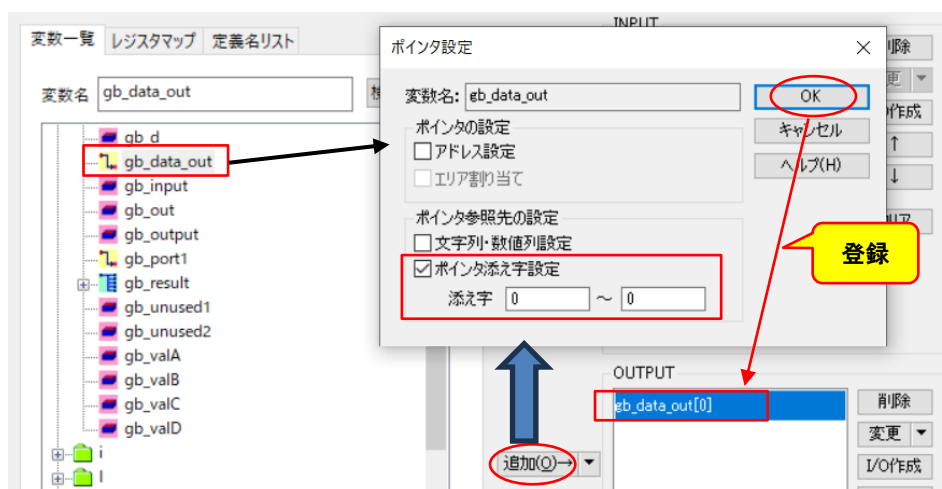 変数一覧 レジスタマップ 定義名リスト
変数名 gb_data_out
gb_d
gb_data_out
gb_input
gb_out
gb_output
gb_port1
gb_result
gb_unused1
gb_unused2
gb_valA
gb_valB
gb_valC
gb_valD
i
l
ポインタ設定
変数名: gb_data_out
OK
キャンセル
ヘルプ(H)
ポインタの設定
アドレス設定
エリア割り当て
ポインタ参照先の設定
文字列・数値列設定
ポインタ添え字設定
添え字 0 ~ 0
登録
INPUT
↑
↓
追加(O)→
OUTPUT
gb_data_out[0]
削除
変更
I/O作成